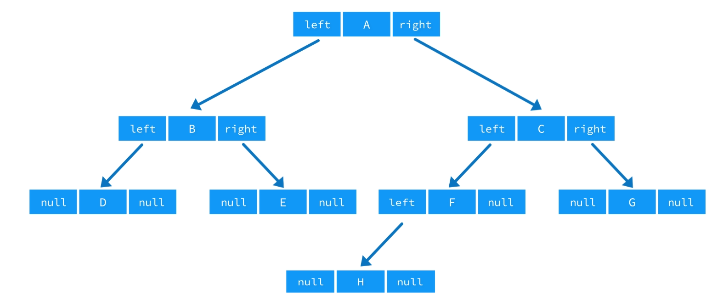 left A right
left B right
left C right
null D null
null E null
left F null
null G null
null H null